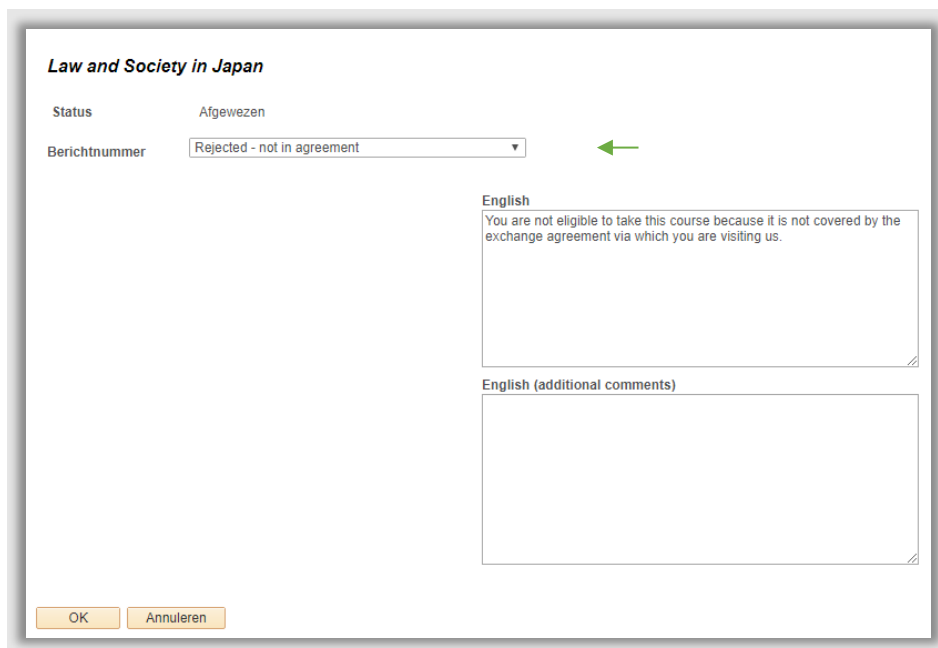 Law and Society in Japan
Status Afgewezen
Berichtnummer Rejected - not in agreement
English
You are not eligible to take this course because it is not covered by the
exchange agreement via which you are visiting us.
English (additional comments)
OK Annuleren